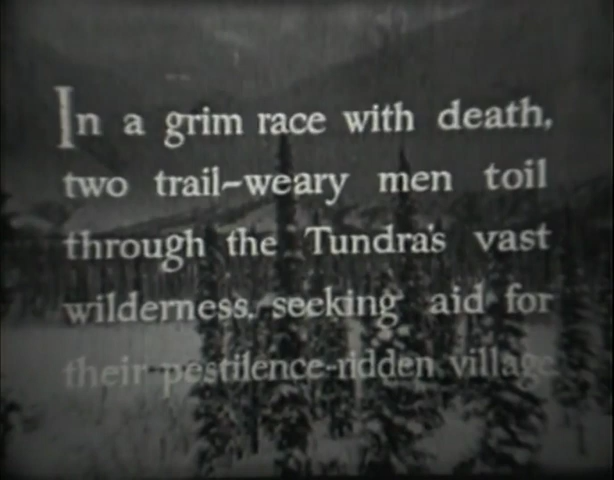 In a grim race with death,
two trail-weary men toil
through the Tundra's vast
wilderness, seeking aid for
their pestilence-ridden village